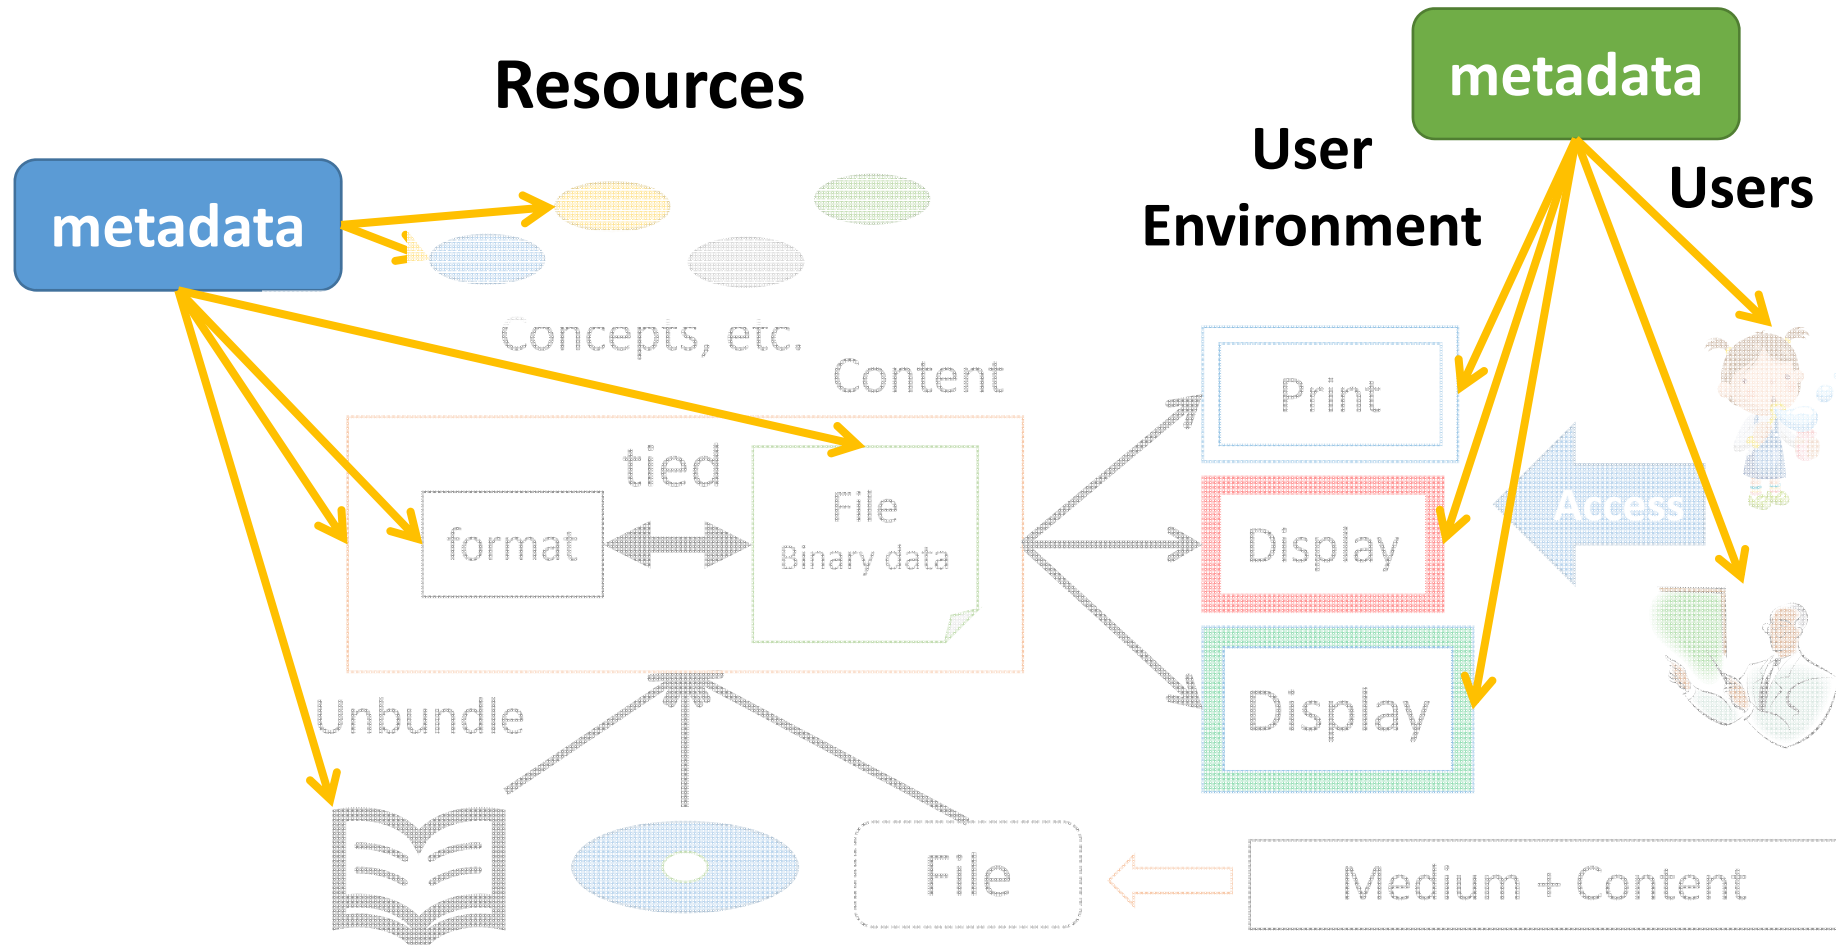 Resources
metadata
User
Environment
Users
metadata
Concepts, etc.
Content
tied
format
File
Binary data
Print
Display
Display
Access
Unbundle
File
Medium + Content